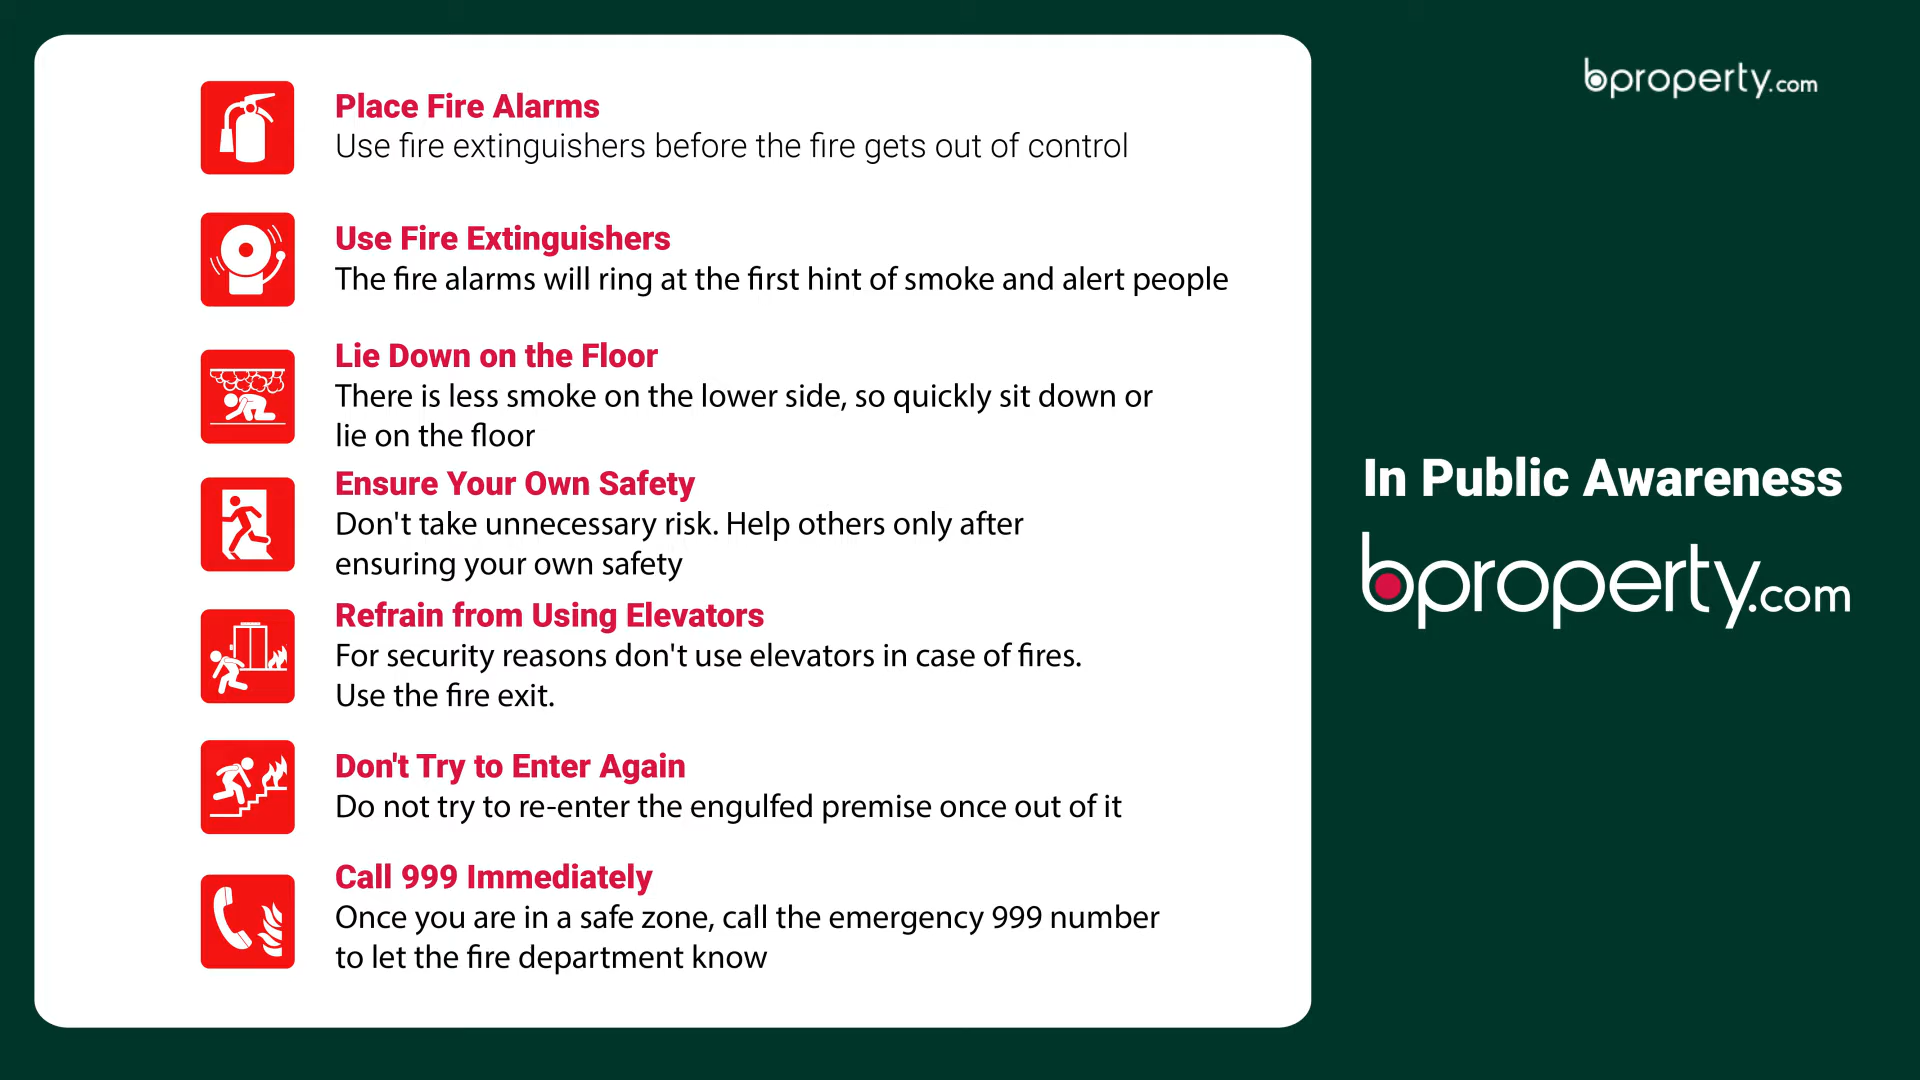 bproperty.com
Place Fire Alarms
Use fire extinguishers before the fire gets out of control
Use Fire Extinguishers
The fire alarms will ring at the first hint of smoke and alert people
Lie Down on the Floor
There is less smoke on the lower side, so quickly sit down or
lie on the floor
Ensure Your Own Safety
Don't take unnecessary risk. Help others only after
ensuring your own safety
Refrain from Using Elevators
For security reasons don't use elevators in case of fires.
Use the fire exit.
Don't Try to Enter Again
Do not try to re-enter the engulfed premise once out of it
Call 999 Immediately
Once you are in a safe zone, call the emergency 999 number
to let the fire department know
In Public Awareness
bproperty.com